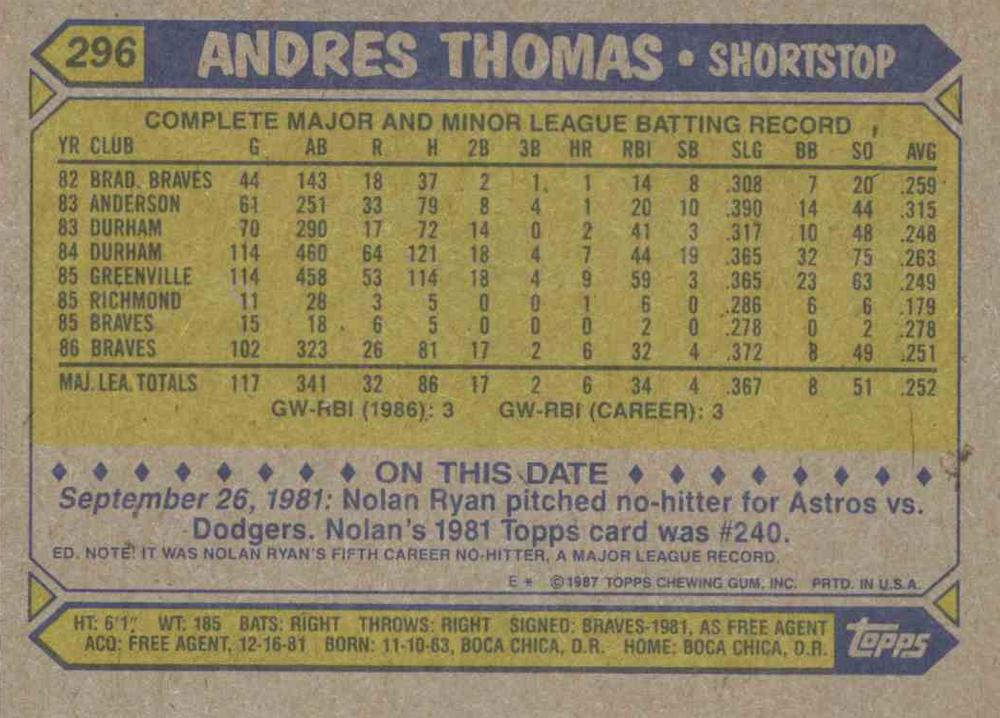 296 ANDRES THOMAS • SHORTSTOP
COMPLETE MAJOR AND MINOR LEAGUE BATTING RECORD
YR CLUB G AB R H 2B 3B HR RBI SB SLG BB SO AVG
82 BRAD. BRAVES 44 143 18 37 2 1 1 14 8 .308 7 20 .259
83 ANDERSON 61 251 33 79 8 4 1 20 10 .390 14 44 .315
83 DURHAM 70 290 17 72 14 0 2 41 3 .317 10 48 .248
84 DURHAM 114 460 64 121 18 4 7 44 19 .365 32 75 .263
85 GREENVILLE 114 458 53 114 18 4 9 59 3 .365 23 63 .249
85 RICHMOND 11 28 3 5 0 0 1 6 0 .286 6 6 .179
85 BRAVES 15 18 6 5 0 0 0 2 0 .278 0 2 .278
86 BRAVES 102 323 26 81 17 2 6 32 4 .372 8 49 .251
MAJ. LEA. TOTALS 117 341 32 86 17 2 6 34 4 .367 8 51 .252
GW-RBI (1986): 3 GW-RBI (CAREER): 3
ON THIS DATE
September 26, 1981: Nolan Ryan pitched no-hitter for Astros vs.
Dodgers. Nolan's 1981 Topps card was #240.
ED. NOTE: IT WAS NOLAN RYAN'S FIFTH CAREER NO-HITTER, A MAJOR LEAGUE RECORD.
E * ©1987 TOPPS CHEWING GUM, INC. PRTD. IN U.S.A.
HT: 6'1" WT: 185 BATS: RIGHT THROWS: RIGHT SIGNED: BRAVES-1981, AS FREE AGENT
ACQ: FREE AGENT, 12-16-81 BORN: 11-10-63, BOCA CHICA, D.R. HOME: BOCA CHICA, D.R.
Topps